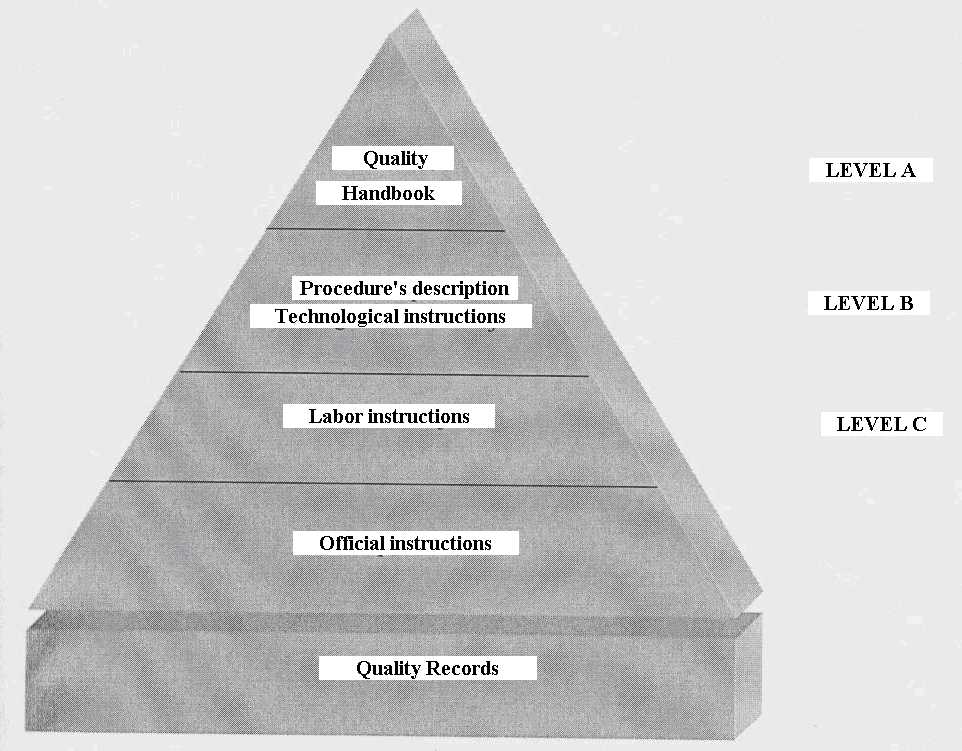 Quality
Handbook
LEVEL A
Procedure's description
Technological instructions
LEVEL B
Labor instructions
LEVEL C
Official instructions
Quality Records